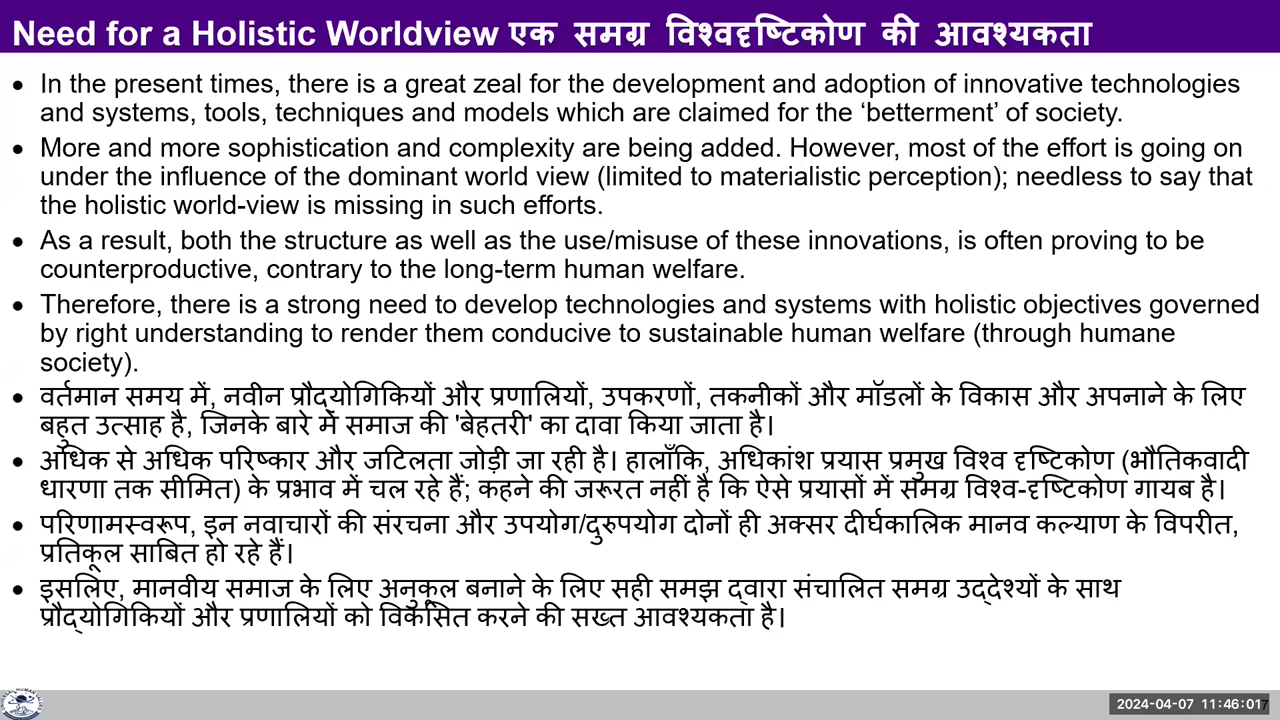 Need for a Holistic Worldview एक समग्र विश्वदृष्टिकोण की आवश्यकता
• In the present times, there is a great zeal for the development and adoption of innovative technologies
and systems, tools, techniques and models which are claimed for the ‘betterment’ of society.
• More and more sophistication and complexity are being added. However, most of the effort is going on
under the influence of the dominant world view (limited to materialistic perception); needless to say that
the holistic world-view is missing in such efforts.
• As a result, both the structure as well as the use/misuse of these innovations, is often proving to be
counterproductive, contrary to the long-term human welfare.
• Therefore, there is a strong need to develop technologies and systems with holistic objectives governed
by right understanding to render them conducive to sustainable human welfare (through humane
society).
• वर्तमान समय में, नवीन प्रौद्योगिकियों और प्रणालियों, उपकरणों, तकनीकों और मॉडलों के विकास और अपनाने के लिए
बहुत उत्साह है, जिनके बारे में समाज की 'बेहतरी' का दावा किया जाता है।
• अधिक से अधिक परिष्कार और जटिलता जोड़ी जा रही है। हालाँकि, अधिकांश प्रयास प्रमुख विश्व दृष्टिकोण (भौतिकवादी
धारणा तक सीमित) के प्रभाव में चल रहे हैं; कहने की जरूरत नहीं है कि ऐसे प्रयासों में समग्र विश्व-दृष्टिकोण गायब है।
• परिणामस्वरूप, इन नवाचारों की संरचना और उपयोग/दुरुपयोग दोनों ही अक्सर दीर्घकालिक मानव कल्याण के विपरीत,
प्रतिकूल साबित हो रहे हैं।
• इसलिए, मानवीय समाज के लिए अनुकूल बनाने के लिए सही समझ द्वारा संचालित समग्र उद्देश्यों के साथ
प्रौद्योगिकियों और प्रणालियों को विकसित करने की सख्त आवश्यकता है।
2024-04-07 11:46:01